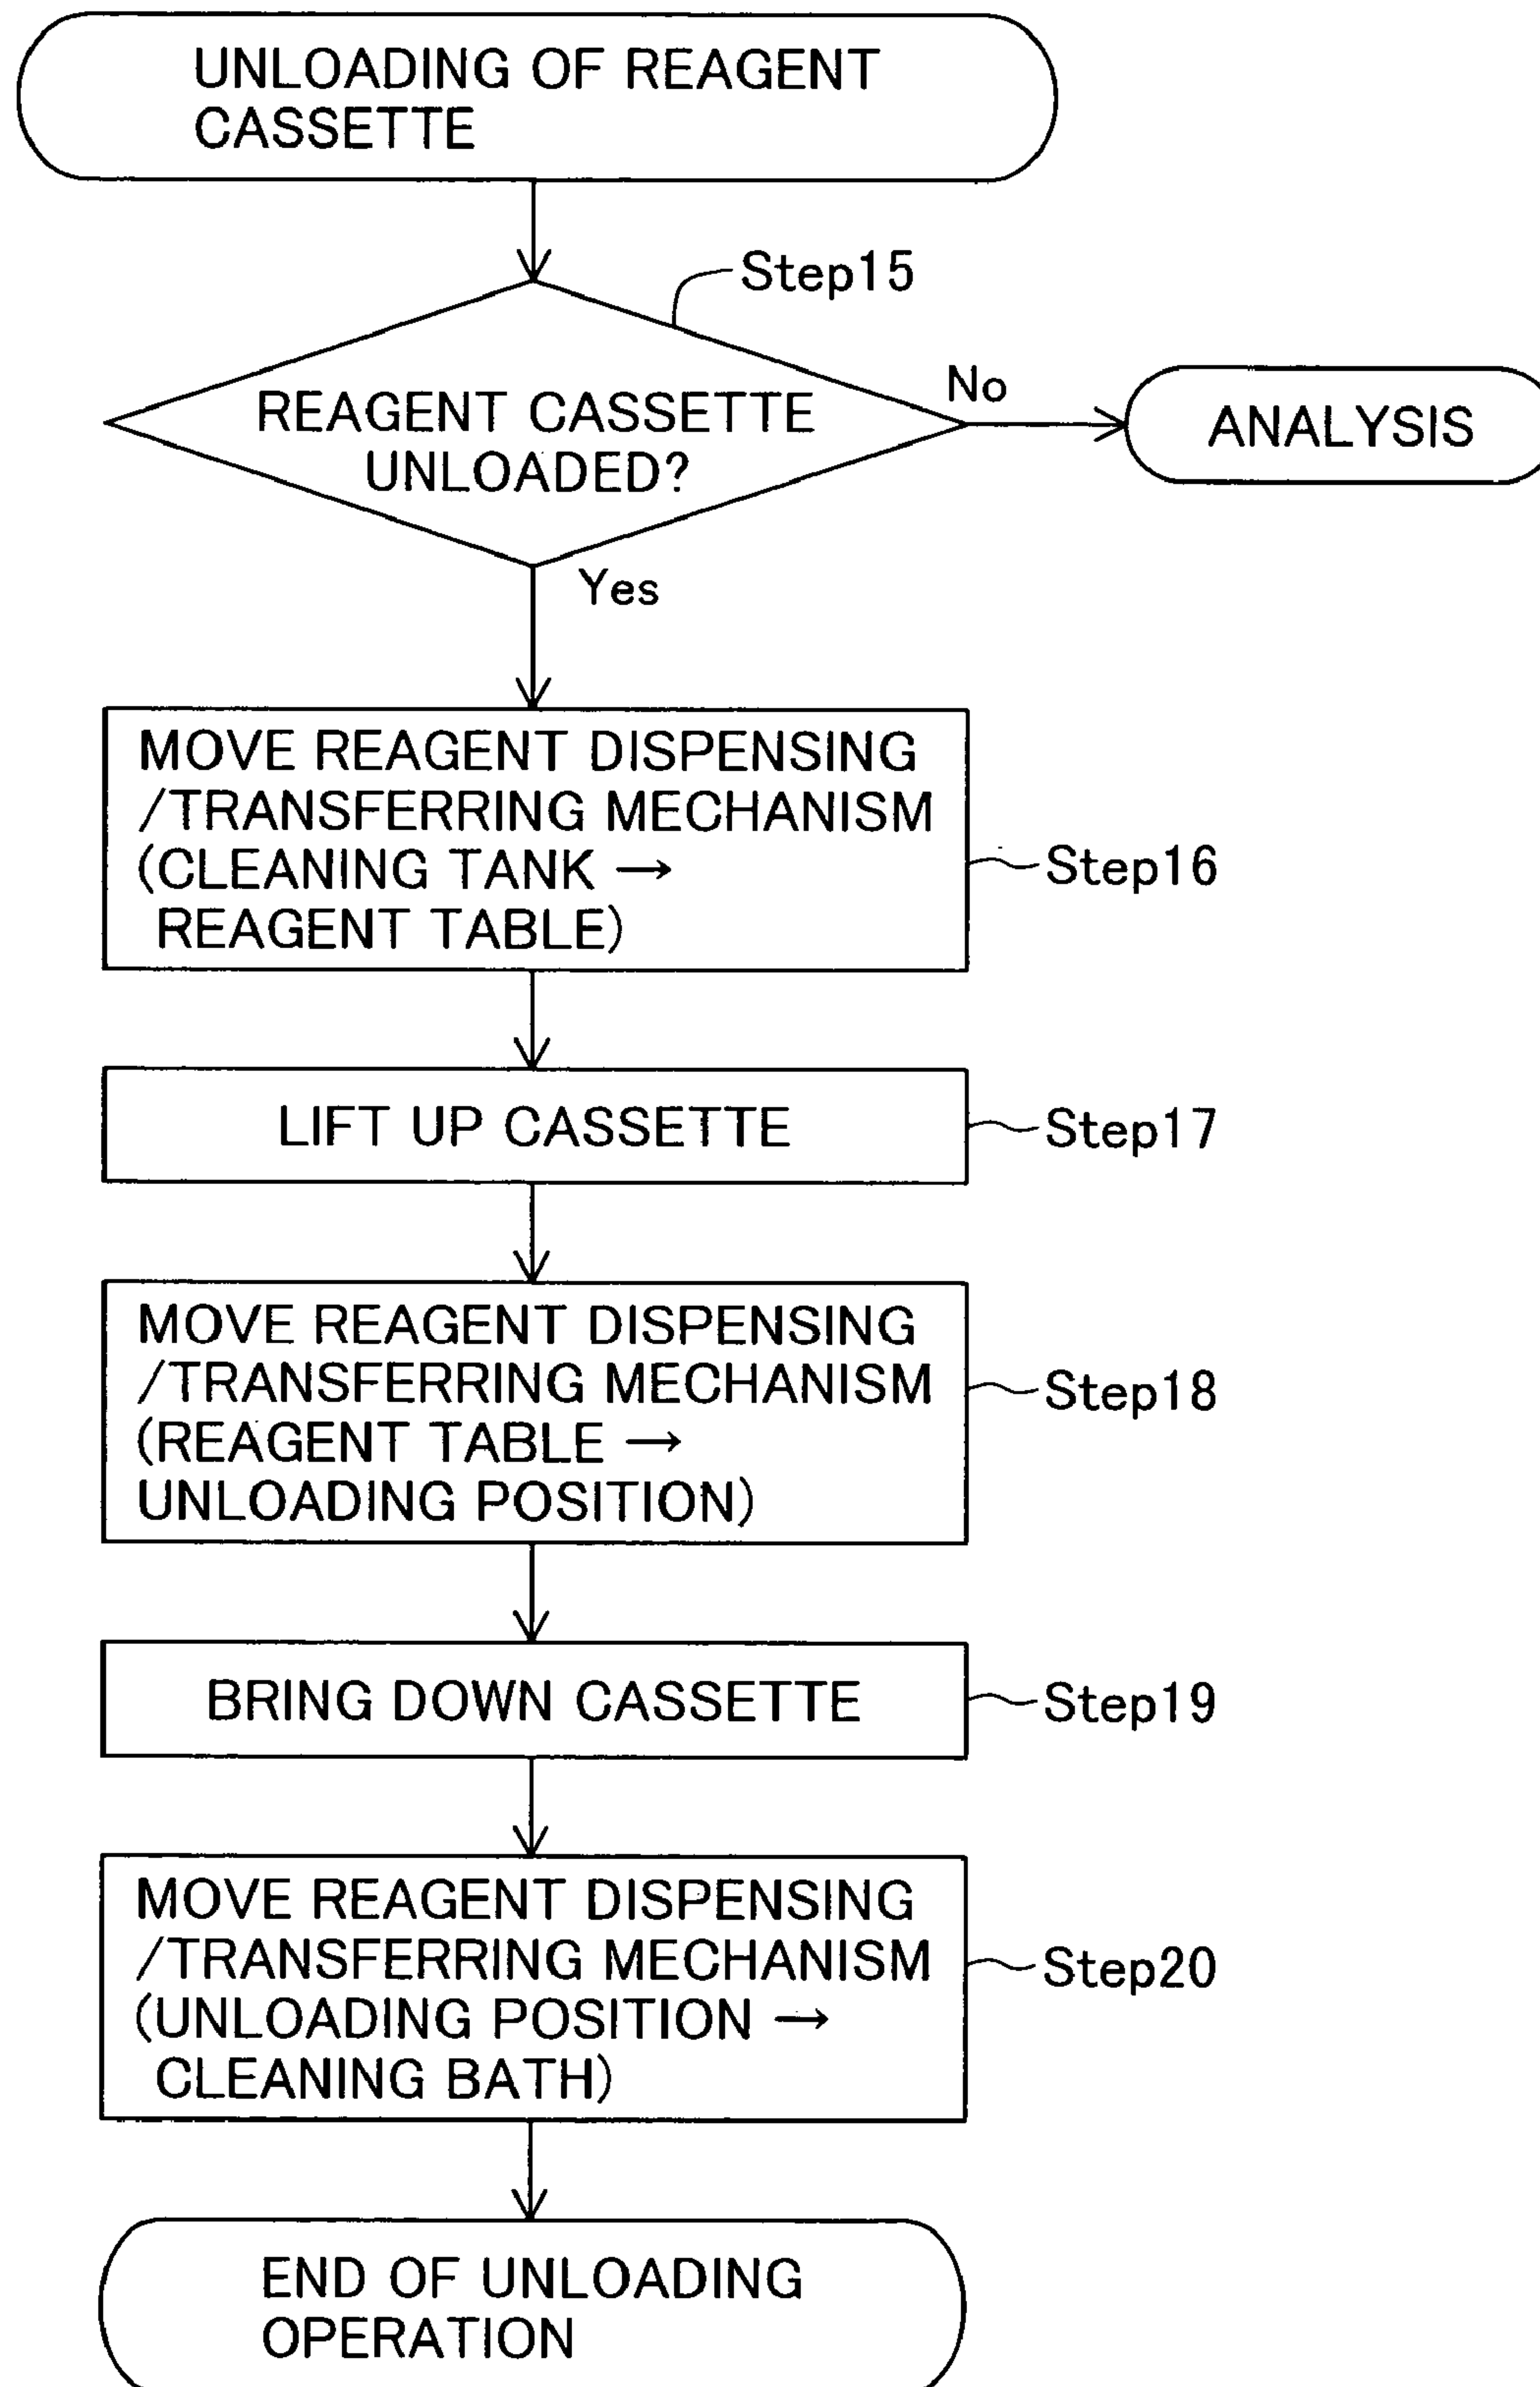 UNLOADING OF REAGENT
CASSETTE
Step15
REAGENT CASSETTE
UNLOADED?
No
ANALYSIS
Yes
MOVE REAGENT DISPENSING
/TRANSFERRING MECHANISM
(CLEANING TANK →
REAGENT TABLE)
Step16
LIFT UP CASSETTE
Step17
MOVE REAGENT DISPENSING
/TRANSFERRING MECHANISM
(REAGENT TABLE →
UNLOADING POSITION)
Step18
BRING DOWN CASSETTE
Step19
MOVE REAGENT DISPENSING
/TRANSFERRING MECHANISM
(UNLOADING POSITION →
CLEANING BATH)
Step20
END OF UNLOADING
OPERATION